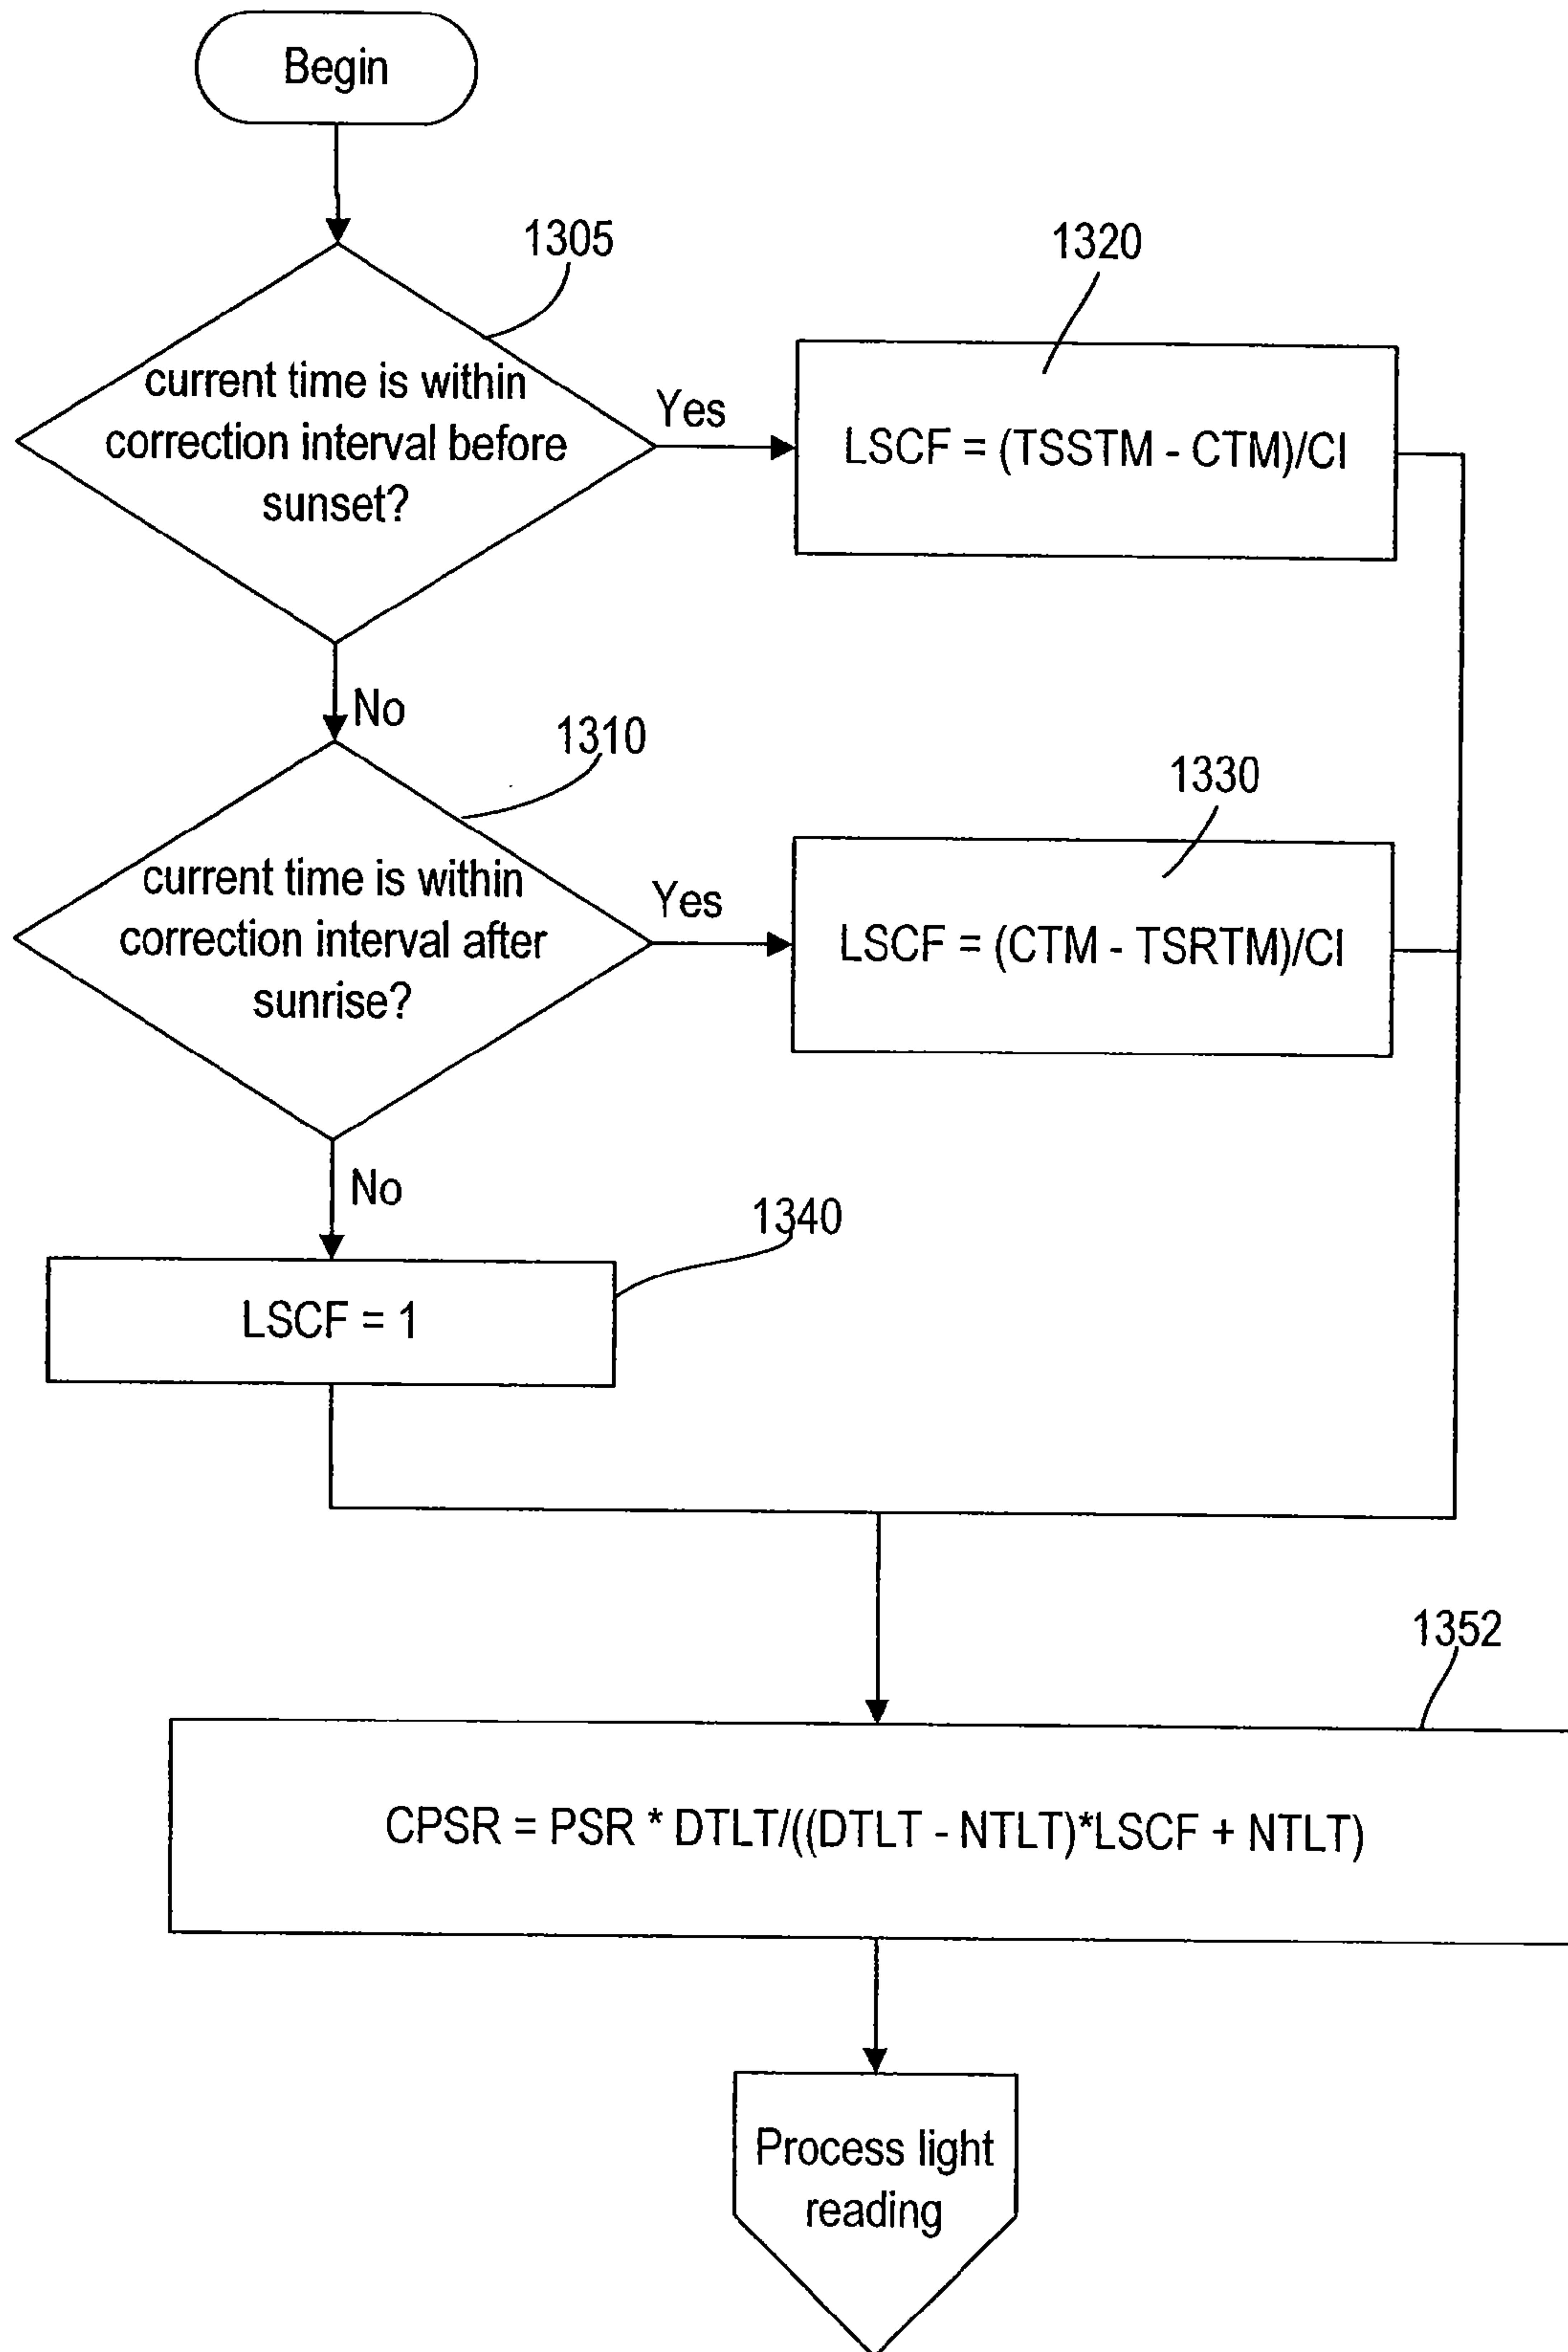 Begin
1305
current time is within
correction interval before
sunset?
Yes
1320
LSCF = (TSSTM - CTM)/CI
No
1310
current time is within
correction interval after
sunrise?
Yes
1330
LSCF = (CTM - TSRTM)/CI
No
1340
LSCF = 1
1352
CPSR = PSR * DTLT/((DTLT - NTLT)*LSCF + NTLT)
Process light
reading